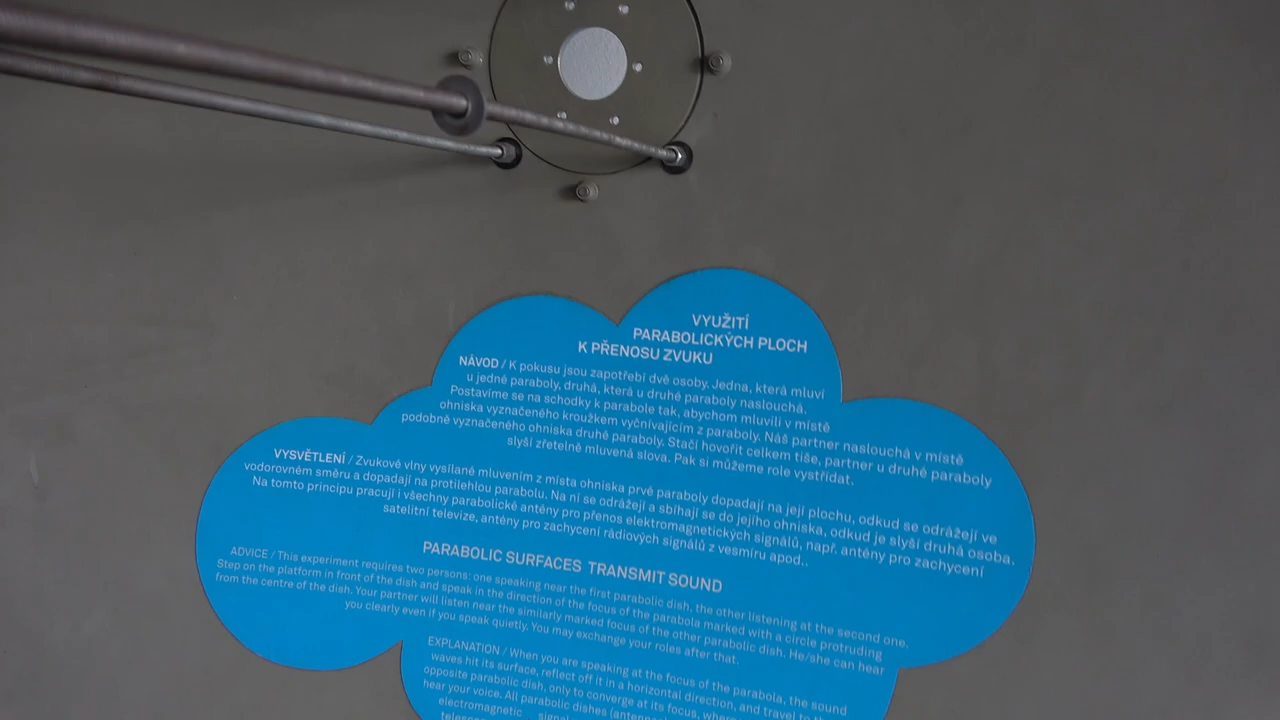 VYUŽITÍ
PARABOLICKÝCH PLOCH
K PŘENOSU ZVUKU
NÁVOD / K pokusu jsou zapotřebí dvě osoby. Jedna, která mluví
u jedné paraboly, druhá, která u druhé paraboly naslouchá.
Postavíme se na schodky k parabole tak, abychom mluvili v místě
ohniska vyznačeného kroužkem vyčnívajícím z paraboly. Náš partner naslouchá v místě
podobně vyznačeného ohniska druhé paraboly. Stačí hovořit celkem tiše, partner u druhé paraboly
slyší zřetelně mluvená slova. Pak si můžeme role vystřídat.
VYSVĚTLENÍ / Zvukové vlny vysílané mluvením z místa ohniska prvé paraboly dopadají na její plochu, odkud se odrážejí ve
vodorovném směru a dopadají na protilehlou parabolu. Na ní se odrážejí a sbíhají se do jejího ohniska, odkud je slyší druhá osoba.
Na tomto principu pracují i všechny parabolické antény pro přenos elektromagnetických signálů, např. antény pro zachycení
satelitní televize, antény pro zachycení rádiových signálů z vesmíru apod..
PARABOLIC SURFACES TRANSMIT SOUND
ADVICE / This experiment requires two persons: one speaking near the first parabolic dish, the other listening at the second one.
Step on the platform in front of the dish and speak in the direction of the focus of the parabola marked with a circle protruding
from the centre of the dish. Your partner will listen near the similarly marked focus of the other parabolic dish. He/she can hear
you clearly even if you speak quietly. You may exchange your roles after that.
EXPLANATION / When you are speaking at the focus of the parabola, the sound
waves hit its surface, reflect off it in a horizontal direction, and travel to
opposite parabolic dish, only to converge at its focus,
hear your voice. All parabolic dishes
electromagnetic